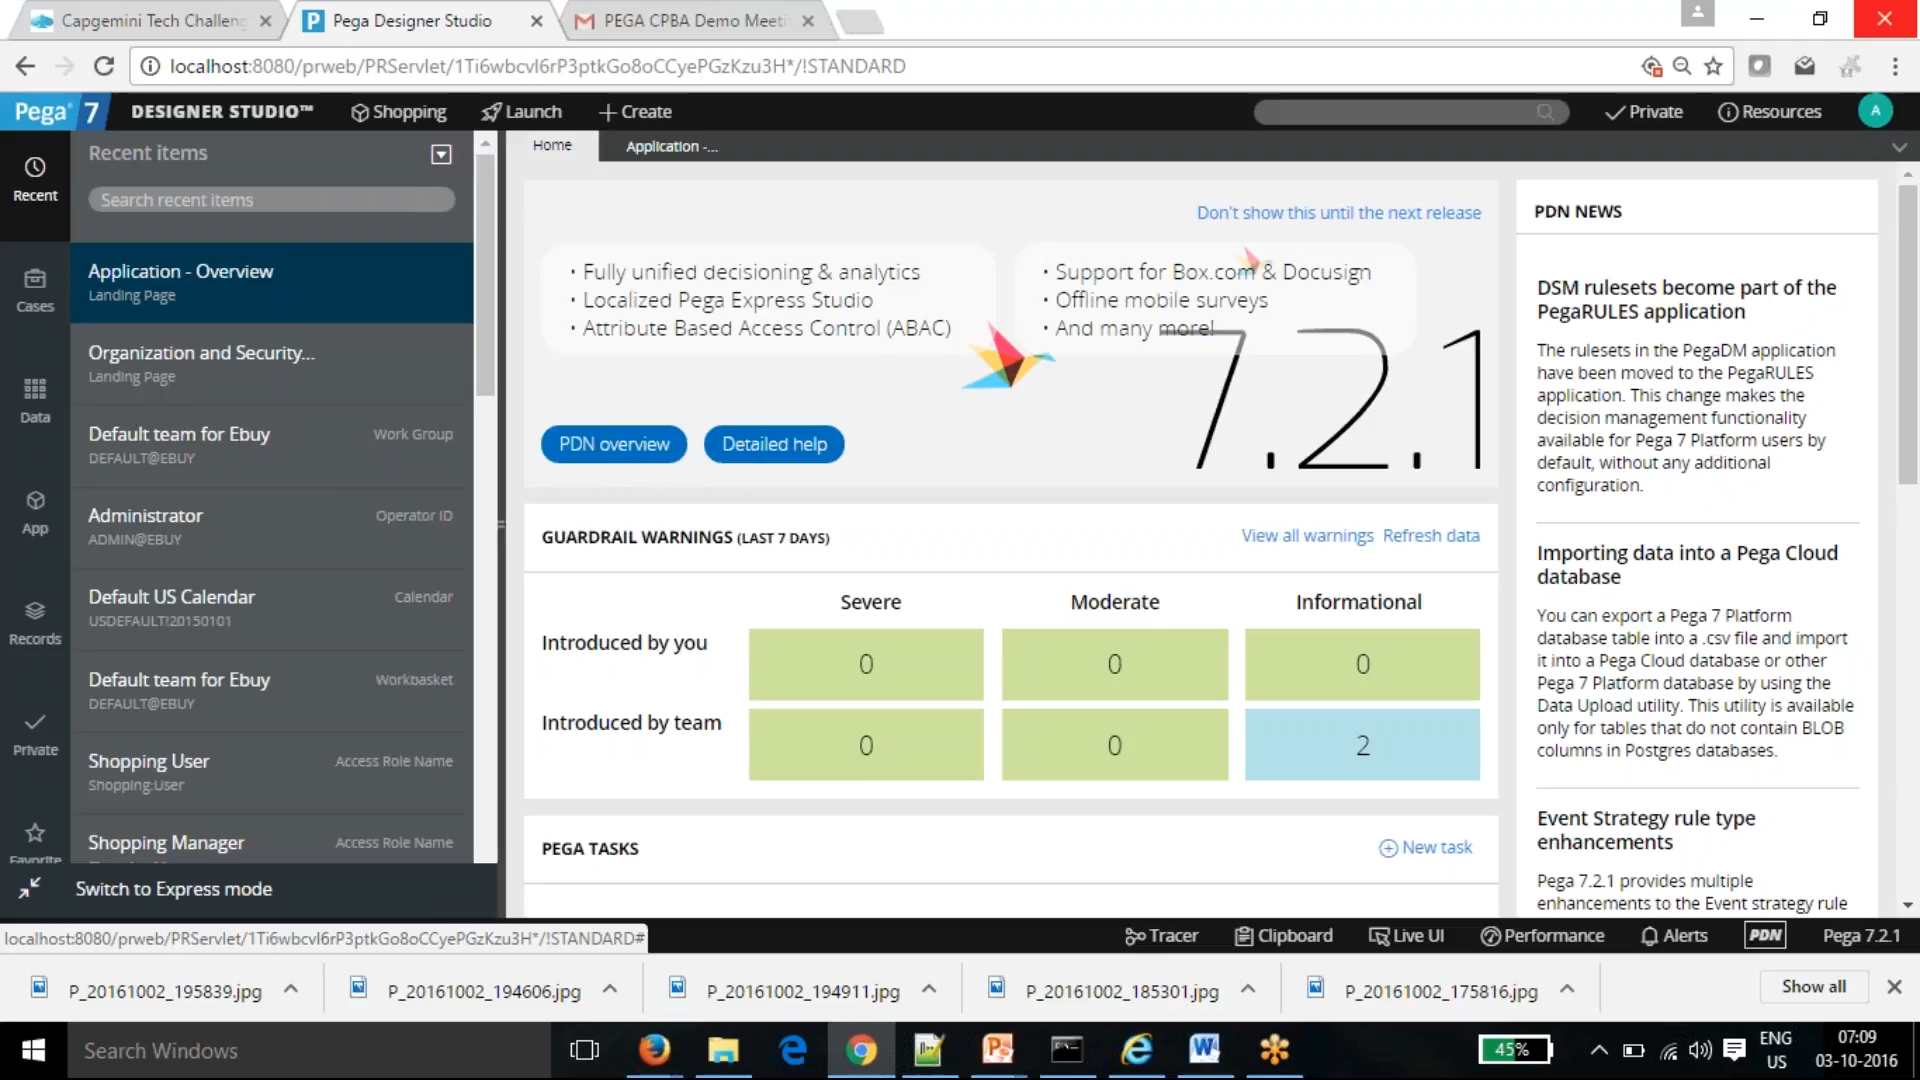 Capgemini Tech Challeng
Pega Designer Studio
PEGA CPBA Demo Meeti
localhost:8080/prweb/PRServlet/1Ti6wbcvl6rP3ptkGo8oCCyePGzKzu3H*/!STANDARD
Pega 7
DESIGNER STUDIO™
Shopping
Launch
Create
Private
Resources
A
Recent
Cases
Data
App
Records
Private
Favorite
Recent items
Search recent items
Application - Overview
Landing Page
Organization and Security...
Landing Page
Default team for Ebuy Work Group
DEFAULT@EBUY
Administrator Operator ID
ADMIN@EBUY
Default US Calendar Calendar
USDEFAULT!20150101
Default team for Ebuy Workbasket
DEFAULT@EBUY
Shopping User Access Role Name
Shopping:User
Shopping Manager Access Role Name
Switch to Express mode
Home
Application -...
Don't show this until the next release
· Fully unified decisioning & analytics
· Localized Pega Express Studio
· Attribute Based Access Control (ABAC)
· Support for Box.com & Docusign
· Offline mobile surveys
· And many more!
7.2.1
PDN overview
Detailed help
GUARDRAIL WARNINGS (LAST 7 DAYS)
View all warnings Refresh data
Severe Moderate Informational
Introduced by you 0 0 0
Introduced by team 0 0 2
PEGA TASKS
New task
PDN NEWS
DSM rulesets become part of the
PegaRULES application
The rulesets in the PegaDM application
have been moved to the PegaRULES
application. This change makes the
decision management functionality
available for Pega 7 Platform users by
default, without any additional
configuration.
Importing data into a Pega Cloud
database
You can export a Pega 7 Platform
database table into a .csv file and import
it into a Pega Cloud database or other
Pega 7 Platform database by using the
Data Upload utility. This utility is available
only for tables that do not contain BLOB
columns in Postgres databases.
Event Strategy rule type
enhancements
Pega 7.2.1 provides multiple
enhancements to the Event strategy rule
localhost:8080/prweb/PRServlet/1Ti6wbcvl6rP3ptkGo8oCCyePGzKzu3H*/!STANDARD#
Tracer
Clipboard
Live UI
Performance
Alerts
PDN
Pega 7.2.1
P_20161002_195839.jpg
P_20161002_194606.jpg
P_20161002_194911.jpg
P_20161002_185301.jpg
P_20161002_175816.jpg
Show all
Search Windows
45%
ENG
US
07:09
03-10-2016